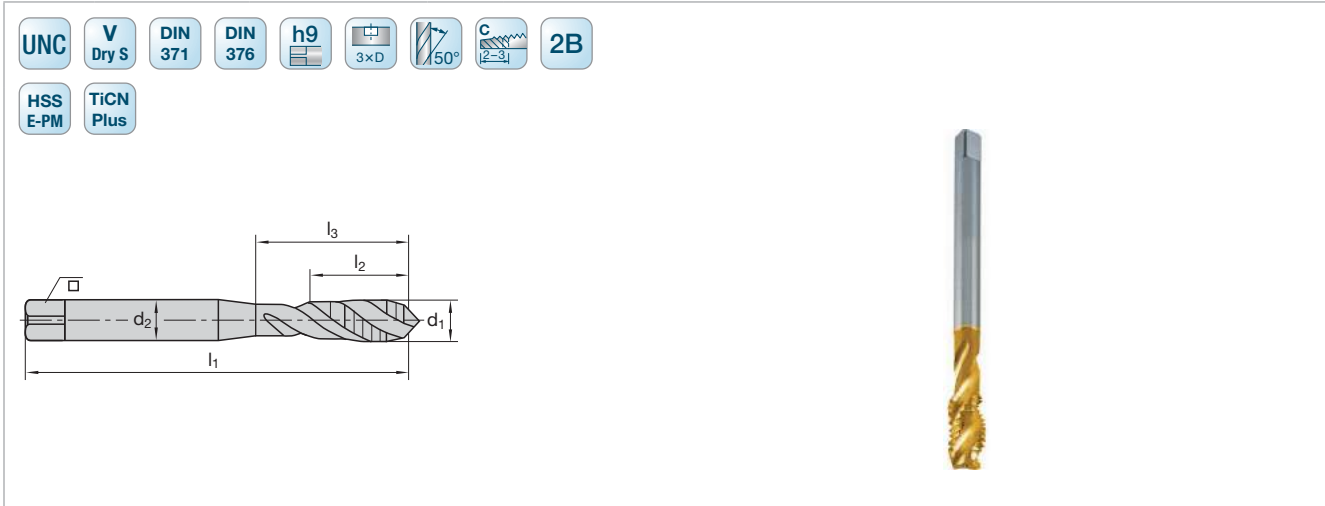 UNC
V
Dry S
DIN
371
DIN
376
h9
3×D
50°
C
2–3
2B
HSS
E-PM
TiCN
Plus
l3
l2
d2
d1
l1